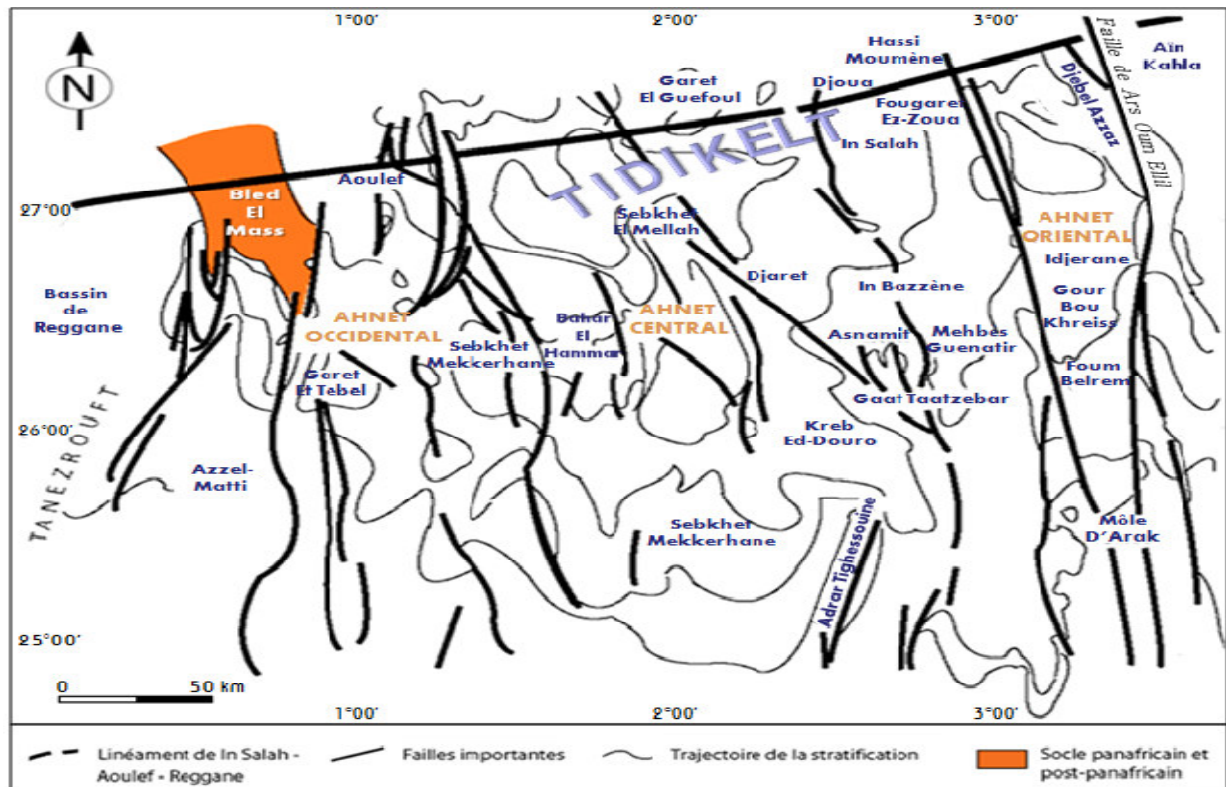 1°00′
2°00′
3°00′
N
Hassi
Moumène
Aïn
Kahla
Faille de Ars Oum Ellil
Garet
El Guefoul
Djoua
Djebel Azzaz
Fougaret
Ez-Zoua
TIDIKELT
In Salah
Aoulef
27°00′
Bled
El
Mass
Sebkhet
El Mellah
AHNET
ORIENTAL
Idjerane
Djaret
In Bazzène
Bassin
de
Reggane
AHNET
OCCIDENTAL
Bahar
El
Hammar
AHNET
CENTRAL
Gour
Bou
Khreiss
Asnamit
Mehbès
Guenatir
Sebkhet
Mekkerhane
Garet
Et Tebel
Foum
Belrem
Gaat Taatzebar
26°00′
Kreb
Ed-Douro
TANEZROUFT
Azzel-
Matti
Sebkhet
Mekkerhane
Môle
D'Arak
Adrar Tighessouine
25°00′
0 50 km
1°00′
2°00′
3°00′
Linéament de In Salah -
Aoulef - Reggane
Failles importantes
Trajectoire de la stratification
Socle panafricain et
post-panafricain